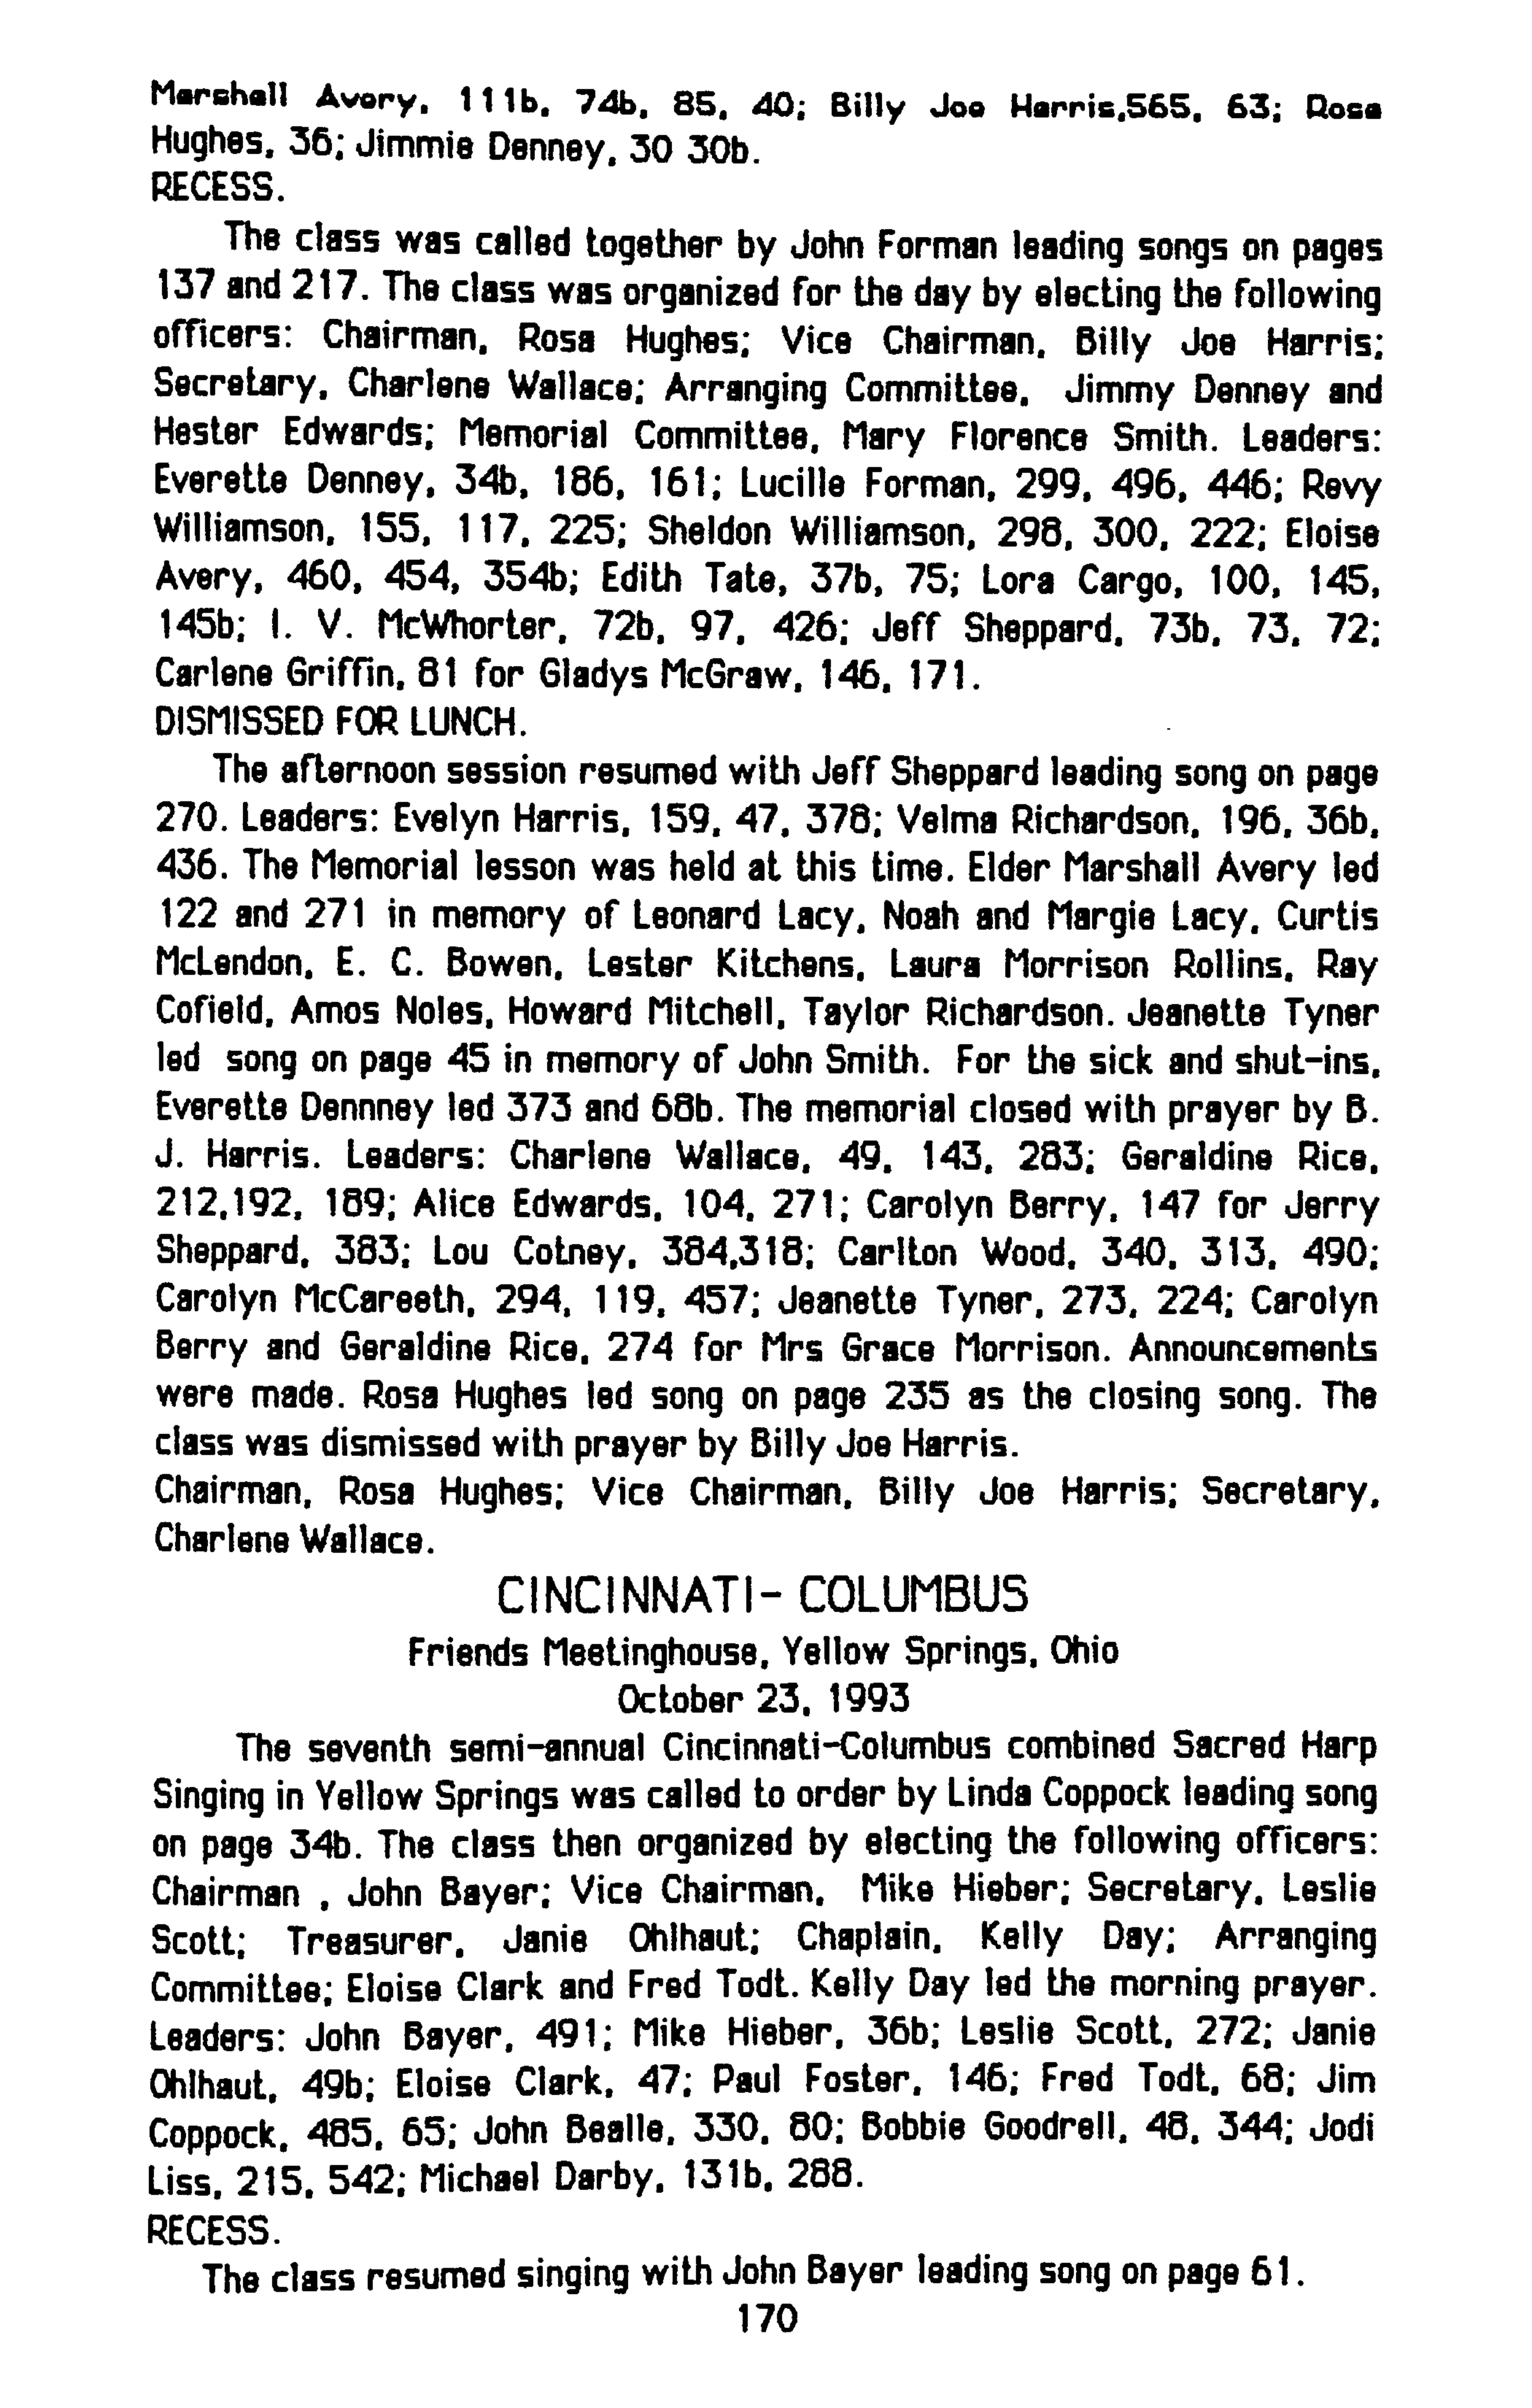 Marshall Avery, 111b, 74b, 85, 40; Billy Joe Harris,565, 63; Rosa
Hughes, 36; Jimmie Denney, 30 30b.
RECESS.
The class was called together by John Forman leading songs on pages
137 and 217. The class was organized for the day by electing the following
officers: Chairman, Rosa Hughes; Vice Chairman, Billy Joe Harris;
Secretary, Charlene Wallace; Arranging Committee, Jimmy Denney and
Hester Edwards; Memorial Committee, Mary Florence Smith. Leaders:
Everette Denney, 34b, 186, 161; Lucille Forman, 299, 496, 446; Revy
Williamson, 155, 117, 225; Sheldon Williamson, 298, 300, 222; Eloise
Avery, 460, 454, 354b; Edith Tate, 37b, 75; Lora Cargo, 100, 145,
145b; I. V. McWhorter, 72b, 97, 426; Jeff Sheppard, 73b, 73, 72;
Carlene Griffin, 81 for Gladys McGraw, 146, 171.
DISMISSED FOR LUNCH.
The afternoon session resumed with Jeff Sheppard leading song on page
270. Leaders: Evelyn Harris, 159, 47, 378; Velma Richardson, 196, 36b,
436. The Memorial lesson was held at this time. Elder Marshall Avery led
122 and 271 in memory of Leonard Lacy, Noah and Margie Lacy, Curtis
McLendon, E. C. Bowen, Lester Kitchens, Laura Morrison Rollins, Ray
Cofield, Amos Noles, Howard Mitchell, Taylor Richardson. Jeanette Tyner
led song on page 45 in memory of John Smith. For the sick and shut-ins,
Everette Dennney led 373 and 68b. The memorial closed with prayer by B.
J. Harris. Leaders: Charlene Wallace, 49, 143, 283; Geraldine Rice,
212,192, 189; Alice Edwards, 104, 271; Carolyn Berry, 147 for Jerry
Sheppard, 383; Lou Cotney, 384,318; Carlton Wood, 340, 313, 490;
Carolyn McCareeth, 294, 119, 457; Jeanette Tyner, 273, 224; Carolyn
Berry and Geraldine Rice, 274 for Mrs Grace Morrison. Announcements
were made. Rosa Hughes led song on page 235 as the closing song. The
class was dismissed with prayer by Billy Joe Harris.
Chairman, Rosa Hughes; Vice Chairman, Billy Joe Harris; Secretary,
Charlene Wallace.
CINCINNATI- COLUMBUS
Friends Meetinghouse, Yellow Springs, Ohio
October 23, 1993
The seventh semi-annual Cincinnati-Columbus combined Sacred Harp
Singing in Yellow Springs was called to order by Linda Coppock leading song
on page 34b. The class then organized by electing the following officers:
Chairman , John Bayer; Vice Chairman, Mike Hieber; Secretary, Leslie
Scott; Treasurer, Janie Ohlhaut; Chaplain, Kelly Day; Arranging
Committee; Eloise Clark and Fred Todt. Kelly Day led the morning prayer.
Leaders: John Bayer, 491; Mike Hieber, 36b; Leslie Scott, 272; Janie
Ohlhaut, 49b; Eloise Clark, 47; Paul Foster, 146; Fred Todt, 68; Jim
Coppock, 485, 65; John Bealle, 330, 80; Bobbie Goodrell, 48, 344; Jodi
Liss, 215, 542; Michael Darby, 131b, 288.
RECESS.
The class resumed singing with John Bayer leading song on page 61.
170